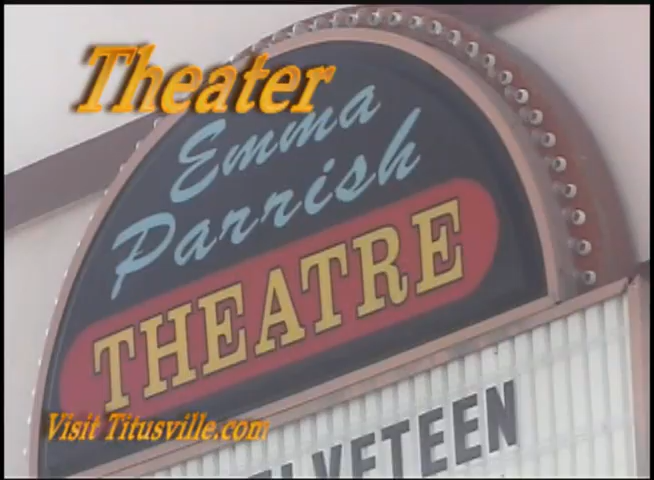 Theater
Emma
Parrish
THEATRE
Visit Titusville.com